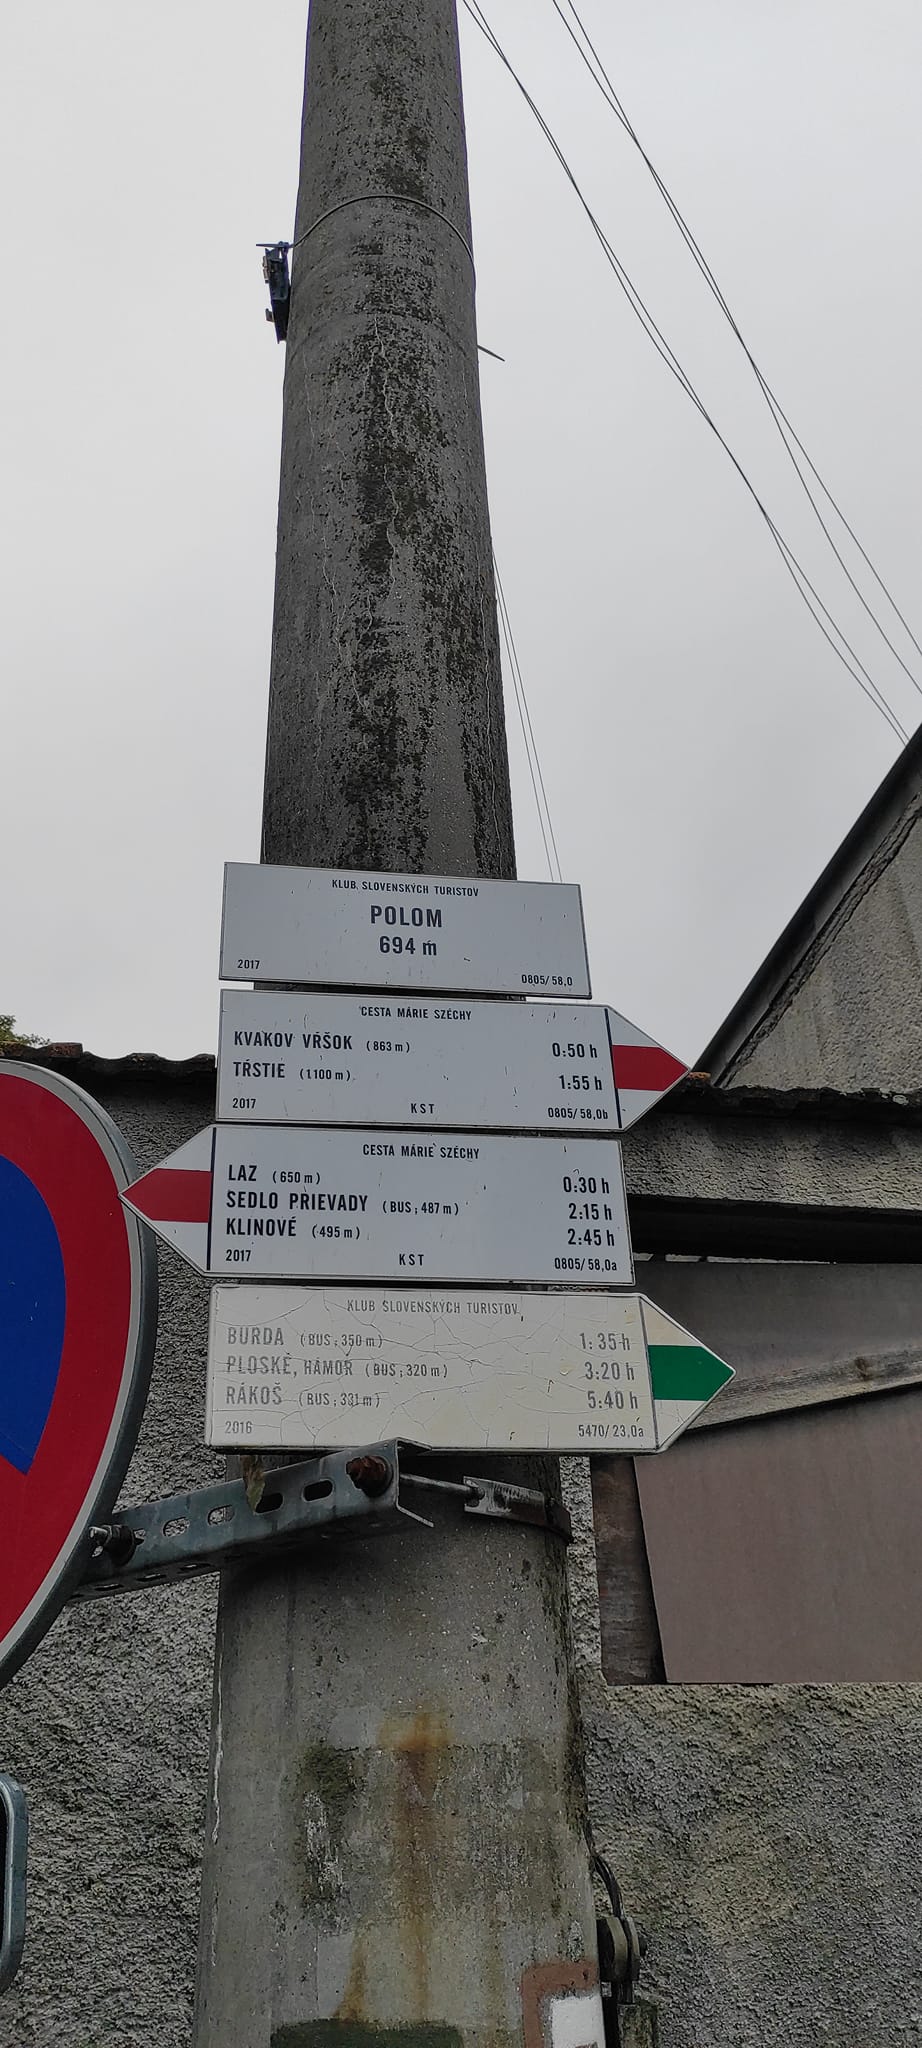 KLUB SLOVENSKÝCH TURISTOV
POLOM
694 m
2017 0805/58,0
CESTA MÁRIE SZÉCHY
KVAKOV VŔŠOK (863 m) 0:50 h
TŔSTIE (1100 m) 1:55 h
2017 KST 0805/58,0b
CESTA MÁRIE SZÉCHY
LAZ (650 m) 0:30 h
SEDLO PRIEVADY (BUS; 487 m) 2:15 h
KLINOVÉ (495 m) 2:45 h
2017 KST 0805/58,0a
KLUB SLOVENSKÝCH TURISTOV
BURDA (BUS; 350 m) 1:35 h
PLOSKÉ, HÁMOR (BUS; 320 m) 3:20 h
RÁKOŠ (BUS; 331 m) 5:40 h
2016 5470/23,0a